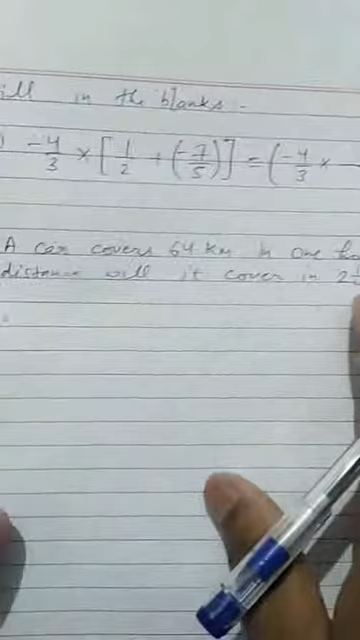 ill in the blanks -
) -4/3 × [1/2 + (-7/5)] = (-4/3 ×
A car covers 64 km in one
distance will it cover in 2